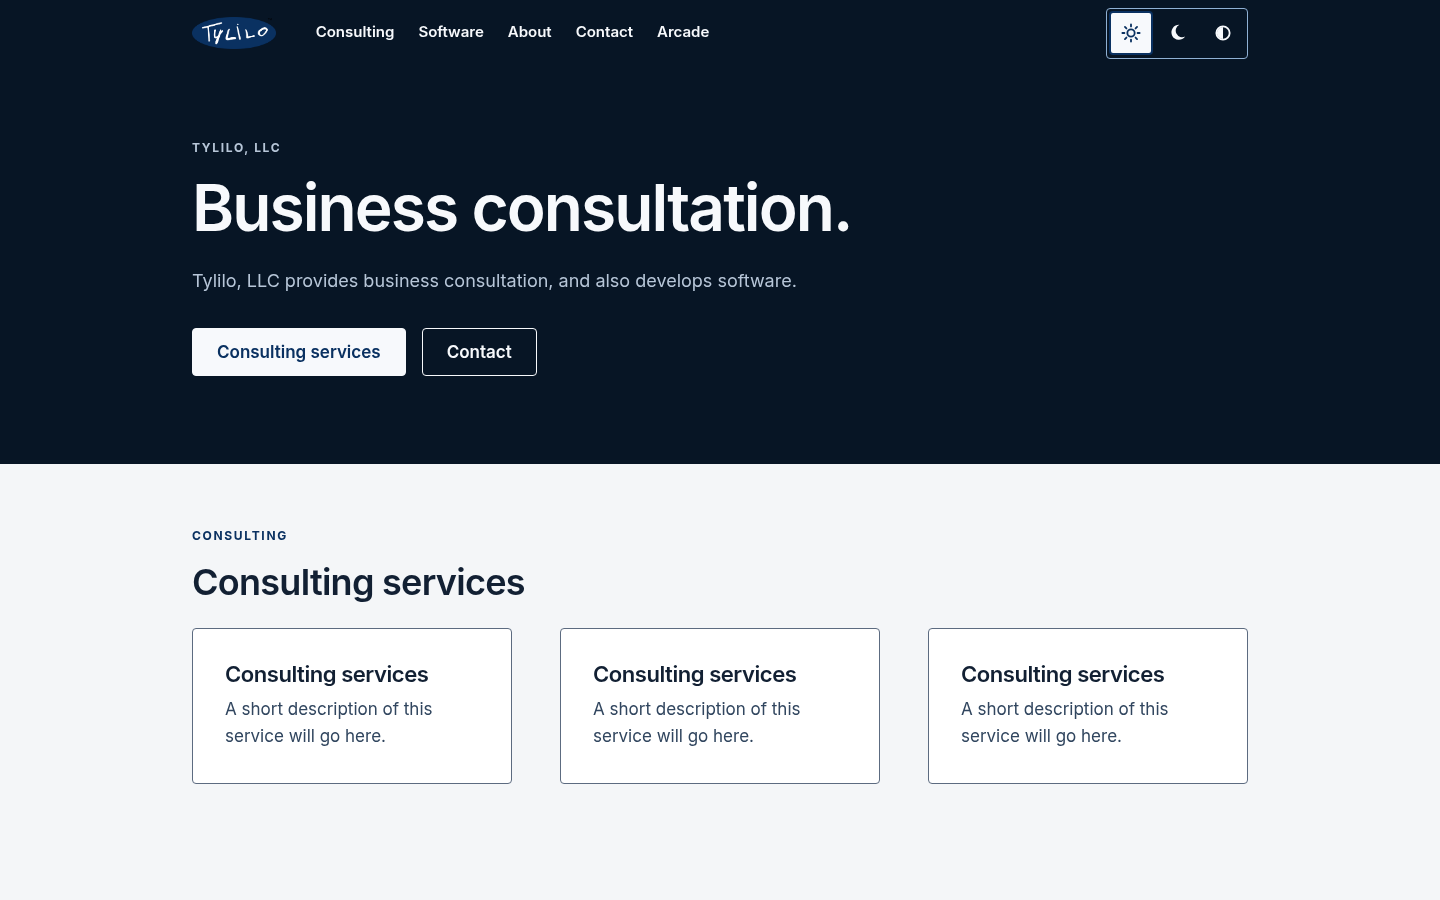 Tylilo
Consulting Software About Contact Arcade
TYLILO, LLC
Business consultation.
Tylilo, LLC provides business consultation, and also develops software.
Consulting services Contact
CONSULTING
Consulting services
Consulting services
A short description of this
service will go here.
Consulting services
A short description of this
service will go here.
Consulting services
A short description of this
service will go here.